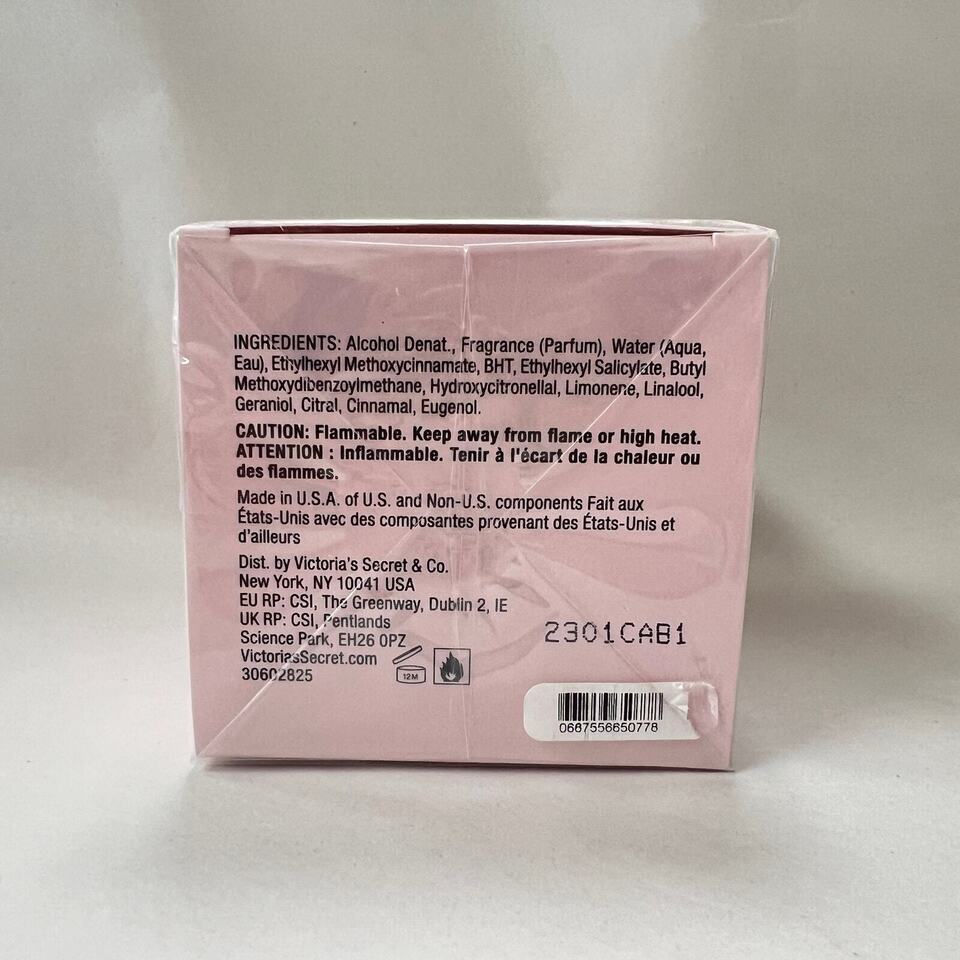 INGREDIENTS: Alcohol Denat., Fragrance (Parfum), Water (Aqua,
Eau), Ethylhexyl Methoxycinnamate, BHT, Ethylhexyl Salicylate, Butyl
Methoxydibenzoylmethane, Hydroxycitronellal, Limonene, Linalool,
Geraniol, Citral, Cinnamal, Eugenol.
CAUTION: Flammable. Keep away from flame or high heat.
ATTENTION : Inflammable. Tenir à l'écart de la chaleur ou
des flammes.
Made in U.S.A. of U.S. and Non-U.S. components Fait aux
États-Unis avec des composantes provenant des États-Unis et
d'ailleurs
Dist. by Victoria's Secret & Co.
New York, NY 10041 USA
EU RP: CSI, The Greenway, Dublin 2, IE
UK RP: CSI, Pentlands
Science Park, EH26 0PZ
VictoriasSecret.com
30602825
12M
2301CAB1
0667556650778